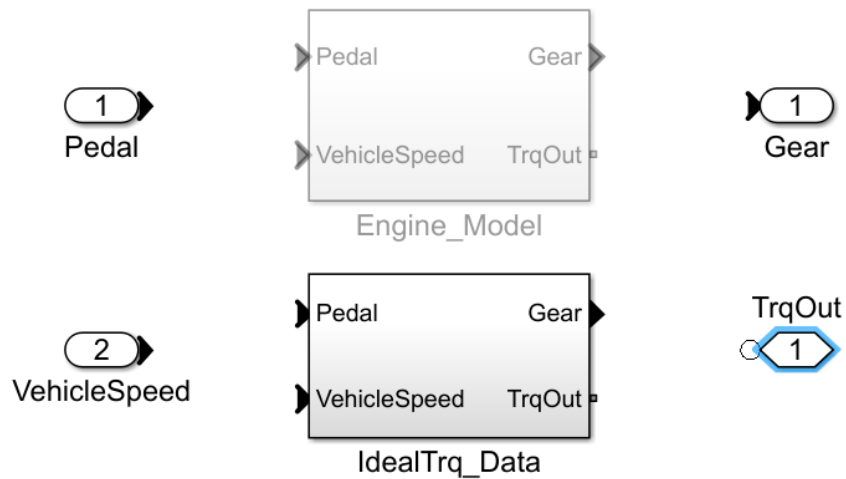 1
Pedal
Pedal
Gear
VehicleSpeed
TrqOut
Engine_Model
1
Gear
2
VehicleSpeed
Pedal
Gear
VehicleSpeed
TrqOut
IdealTrq_Data
TrqOut
1